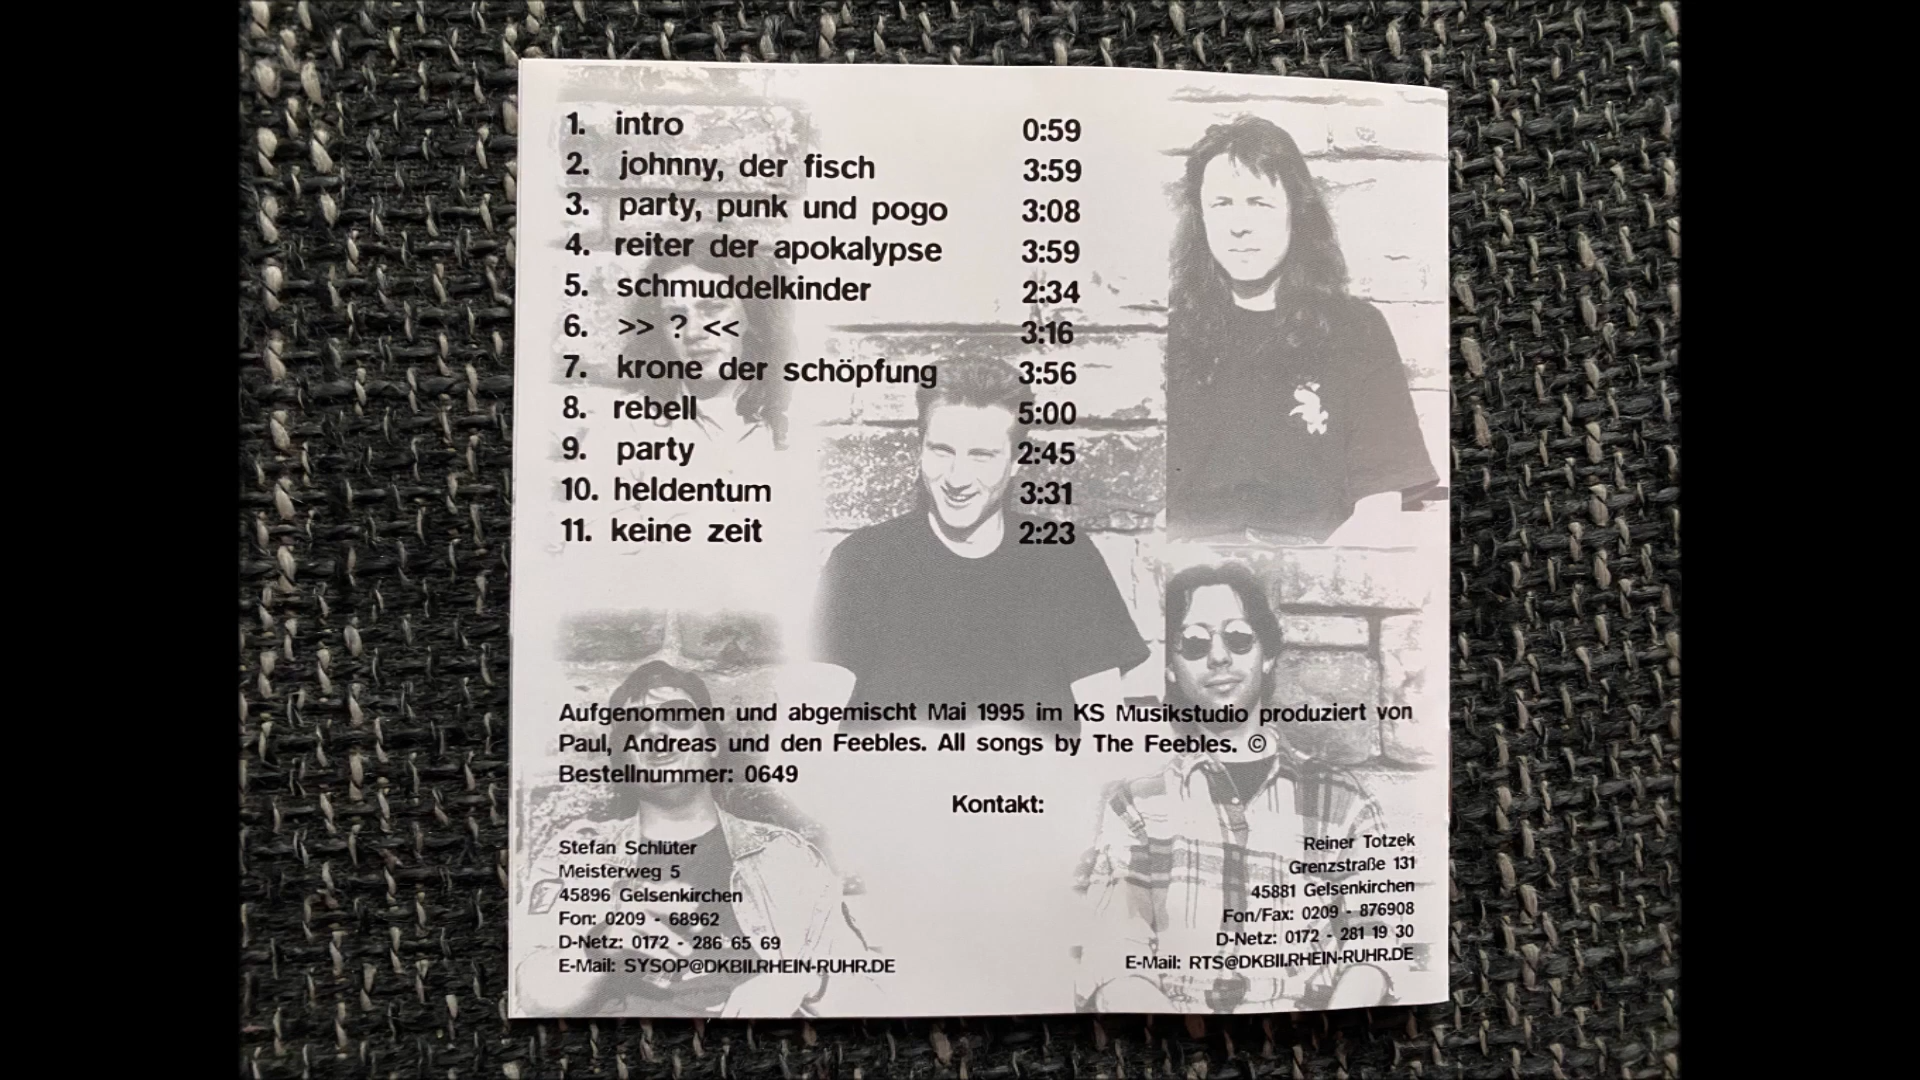 1. intro 0:59
2. johnny, der fisch 3:59
3. party, punk und pogo 3:08
4. reiter der apokalypse 3:59
5. schmuddelkinder 2:34
6. >> ? << 3:16
7. krone der schöpfung 3:56
8. rebell 5:00
9. party 2:45
10. heldentum 3:31
11. keine zeit 2:23
Aufgenommen und abgemischt Mai 1995 im KS Musikstudio produziert von
Paul, Andreas und den Feebles. All songs by The Feebles. ©
Bestellnummer: 0649
Kontakt:
Stefan Schlüter
Meisterweg 5
45896 Gelsenkirchen
Fon: 0209 - 68962
D-Netz: 0172 - 286 65 69
E-Mail: SYSOP@DKBII.RHEIN-RUHR.DE
Reiner Totzek
Grenzstraße 131
45881 Gelsenkirchen
Fon/Fax: 0209 - 876908
D-Netz: 0172 - 281 19 30
E-Mail: RTS@DKBII.RHEIN-RUHR.DE